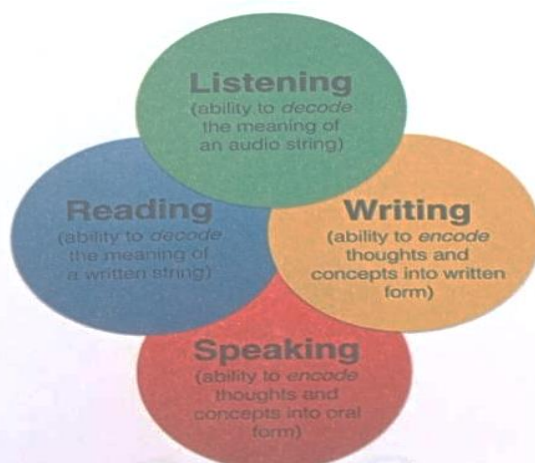 Listening
(ability to decode
the meaning of
an audio string)
Reading
(ability to decode
the meaning of
a written string)
Writing
(ability to encode
thoughts and
concepts into written
form)
Speaking
(ability to encode
thoughts and
concepts into oral
form)